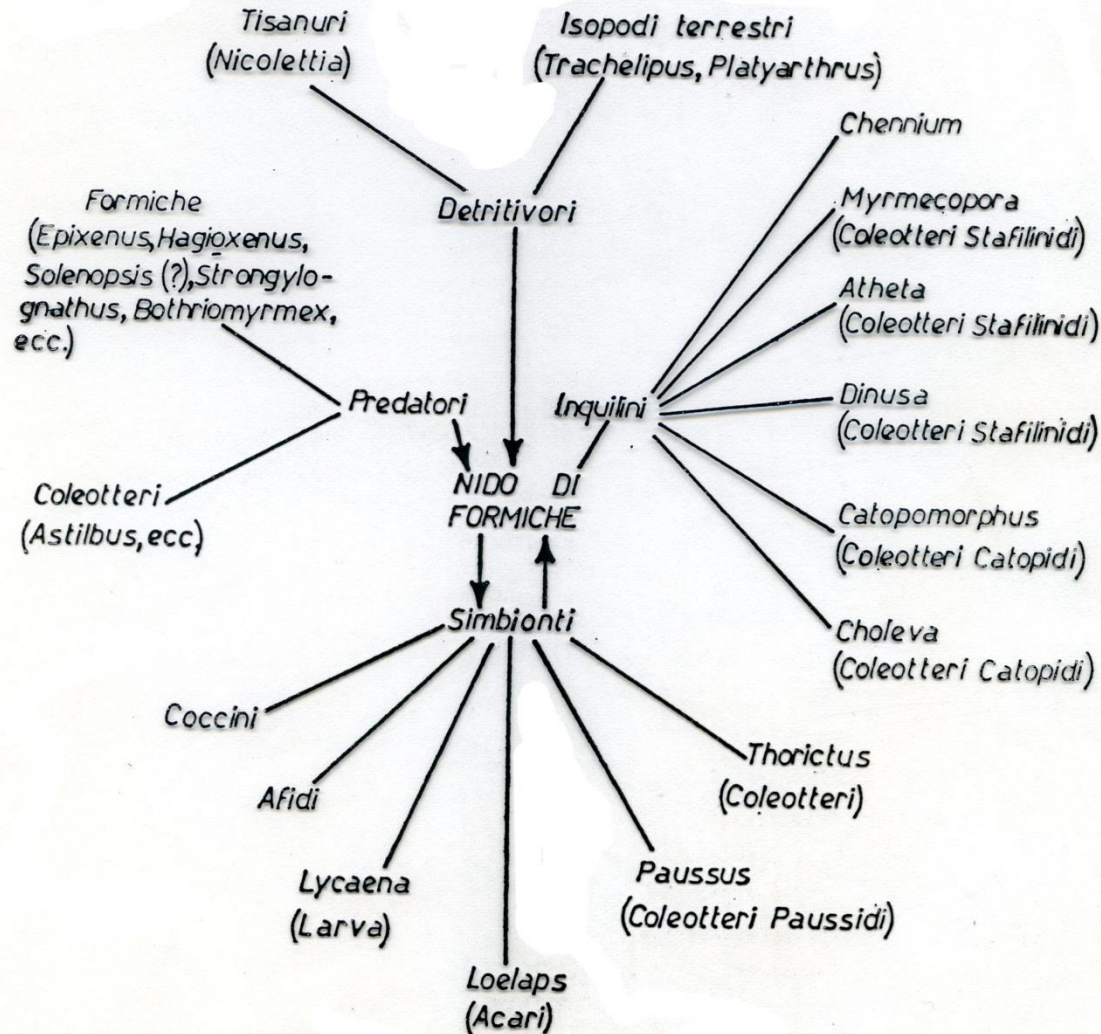 Tisanuri
(Nicolettia)
Isopodi terrestri
(Trachelipus, Platyarthrus)
Chennium
Formiche
(Epixenus, Hagioxenus,
Solenopsis (?), Strongylo-
gnathus, Bothriomyrmex,
ecc.)
Detritivori
Myrmecopora
(Coleotteri Stafilinidi)
Atheta
(Coleotteri Stafilinidi)
Predatori
Inquilini
Dinusa
(Coleotteri Stafilinidi)
Coleotteri
(Astilbus, ecc)
NIDO DI
FORMICHE
Catopomorphus
(Coleotteri Catopidi)
Simbionti
Choleva
(Coleotteri Catopidi)
Coccini
Afidi
Lycaena
(Larva)
Loelaps
(Acari)
Paussus
(Coleotteri Paussidi)
Thorictus
(Coleotteri)